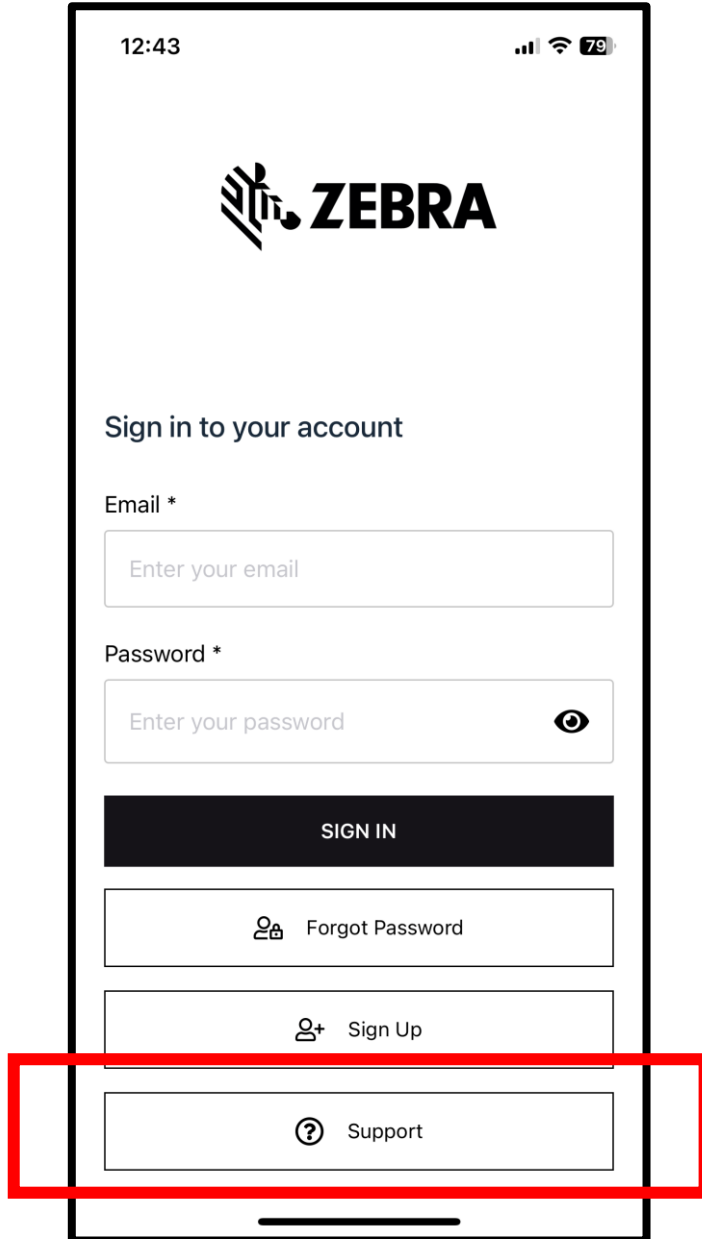 12:43
79
ZEBRA
Sign in to your account
Email *
Enter your email
Password *
Enter your password
SIGN IN
Forgot Password
Sign Up
Support